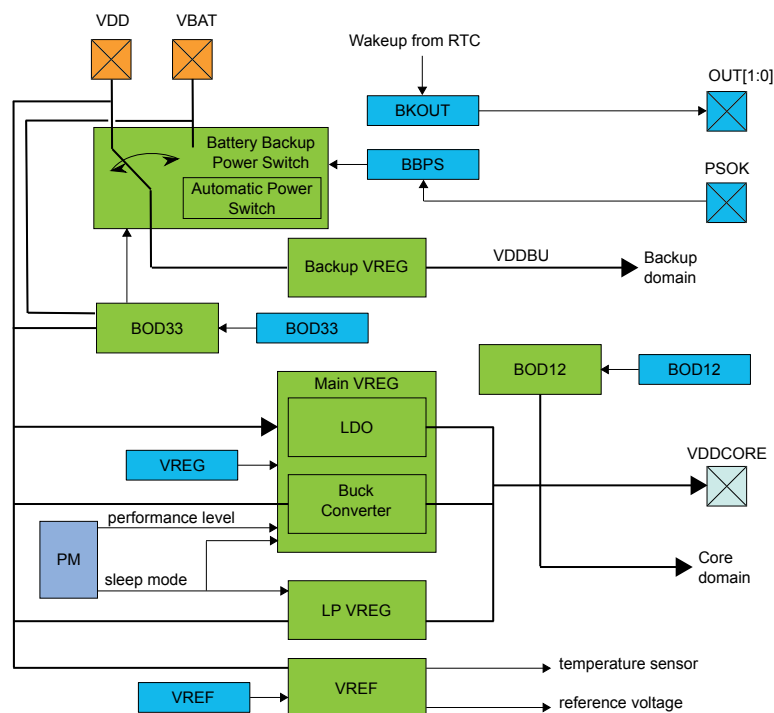 VDD
VBAT
Wakeup from RTC
OUT[1:0]
BKOUT
Battery Backup
Power Switch
BBPS
PSOK
Automatic Power
Switch
Backup VREG
VDDBU
Backup
domain
BOD33
BOD33
BOD12
BOD12
Main VREG
LDO
VREG
VDDCORE
Buck
Converter
performance level
PM
sleep mode
Core
domain
LP VREG
temperature sensor
VREF
VREF
reference voltage